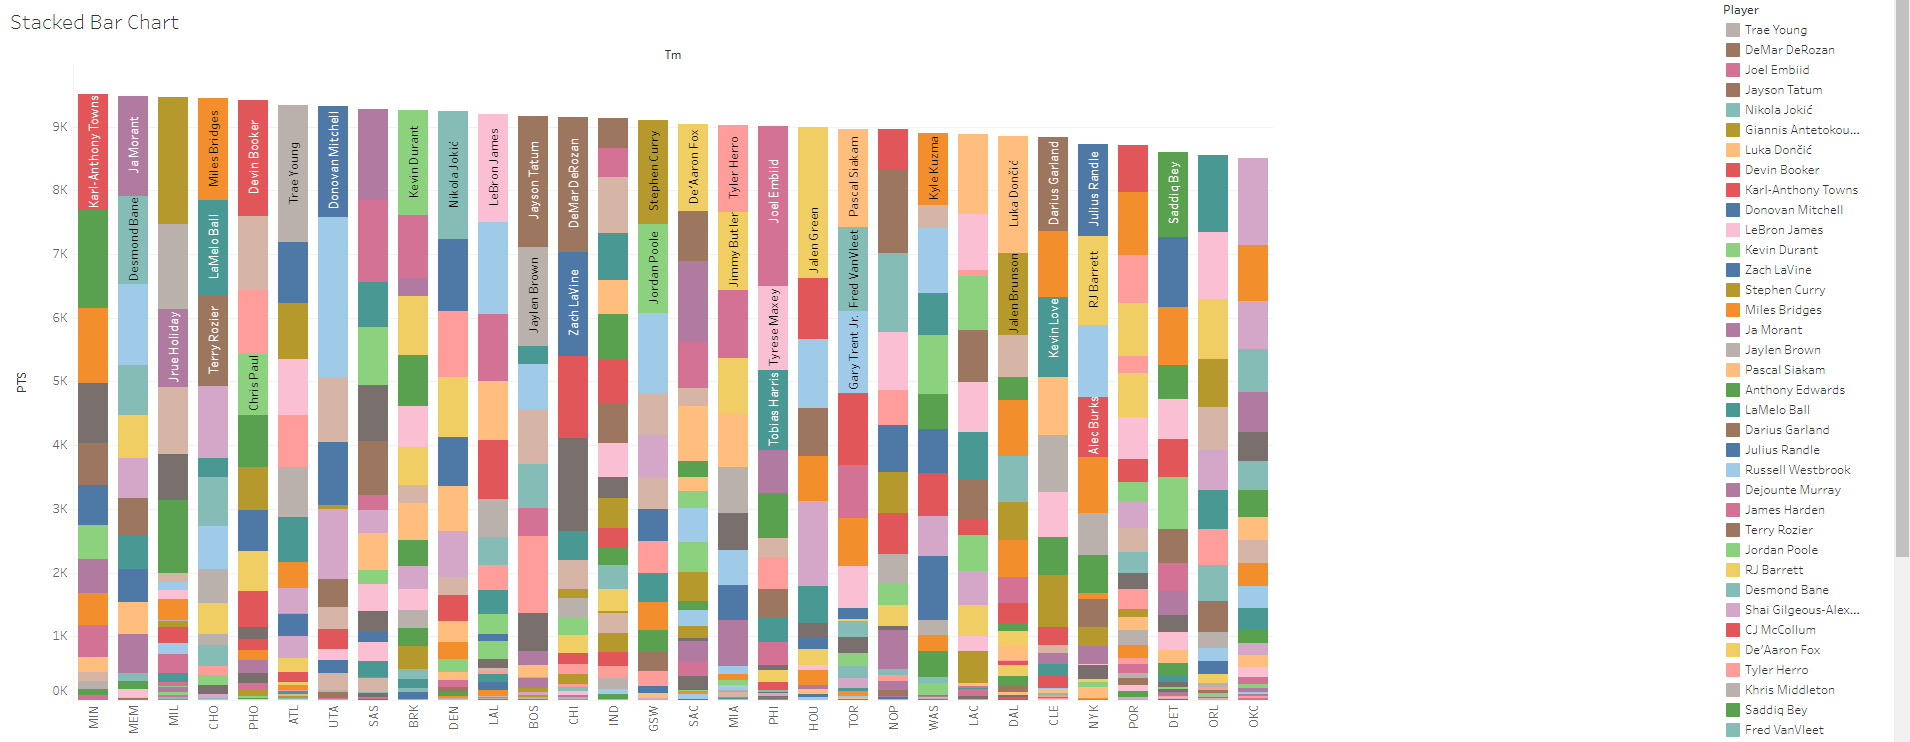 Stacked Bar Chart
Tm
PTS
9K
8K
7K
6K
5K
4K
3K
2K
1K
0K
Karl-Anthony Towns
Ja Morant
Desmond Bane
Jrue Holiday
Miles Bridges
LaMelo Ball
Terry Rozier
Devin Booker
Chris Paul
Trae Young
Donovan Mitchell
Kevin Durant
Nikola Jokić
LeBron James
Jayson Tatum
Jaylen Brown
DeMar DeRozan
Zach LaVine
Stephen Curry
Jordan Poole
De'Aaron Fox
Tyler Herro
Jimmy Butler
Joel Embiid
Tyrese Maxey
Tobias Harris
Jalen Green
Pascal Siakam
Fred VanVleet
Gary Trent Jr.
Kyle Kuzma
Luka Dončić
Jalen Brunson
Darius Garland
Kevin Love
Julius Randle
RJ Barrett
Alec Burks
Saddiq Bey
MIN
MEM
MIL
CHO
PHO
ATL
UTA
SAS
BRK
DEN
LAL
BOS
CHI
IND
GSW
SAC
MIA
PHI
HOU
TOR
NOP
WAS
LAC
DAL
CLE
NYK
POR
DET
ORL
OKC
Player
Trae Young
DeMar DeRozan
Joel Embiid
Jayson Tatum
Nikola Jokić
Giannis Antetokou...
Luka Dončić
Devin Booker
Karl-Anthony Towns
Donovan Mitchell
LeBron James
Kevin Durant
Zach LaVine
Stephen Curry
Miles Bridges
Ja Morant
Jaylen Brown
Pascal Siakam
Anthony Edwards
LaMelo Ball
Darius Garland
Julius Randle
Russell Westbrook
Dejounte Murray
James Harden
Terry Rozier
Jordan Poole
RJ Barrett
Desmond Bane
Shai Gilgeous-Alex...
CJ McCollum
De'Aaron Fox
Tyler Herro
Khris Middleton
Saddiq Bey
Fred VanVleet